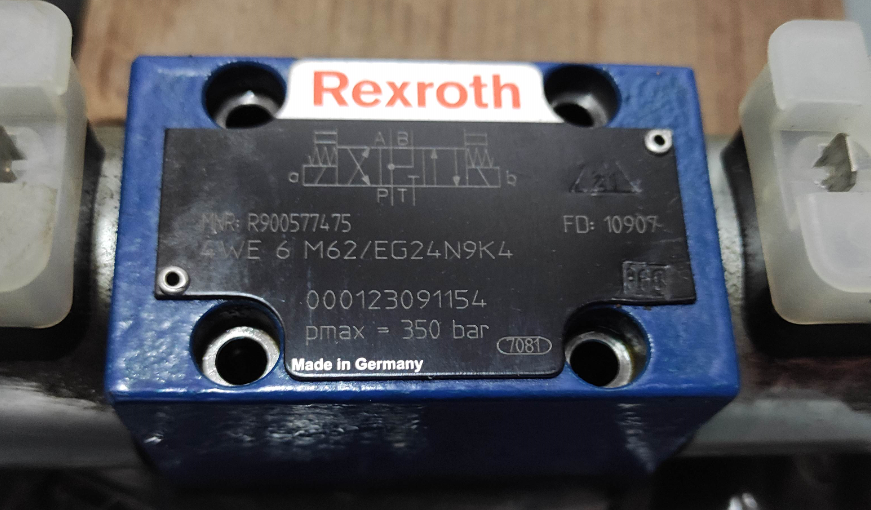 Rexroth
A B
a b
P T
MNR: R900577475
FD: 10907
4WE 6 M62/EG24N9K4
000123091154
pmax = 350 bar
7081
Made in Germany